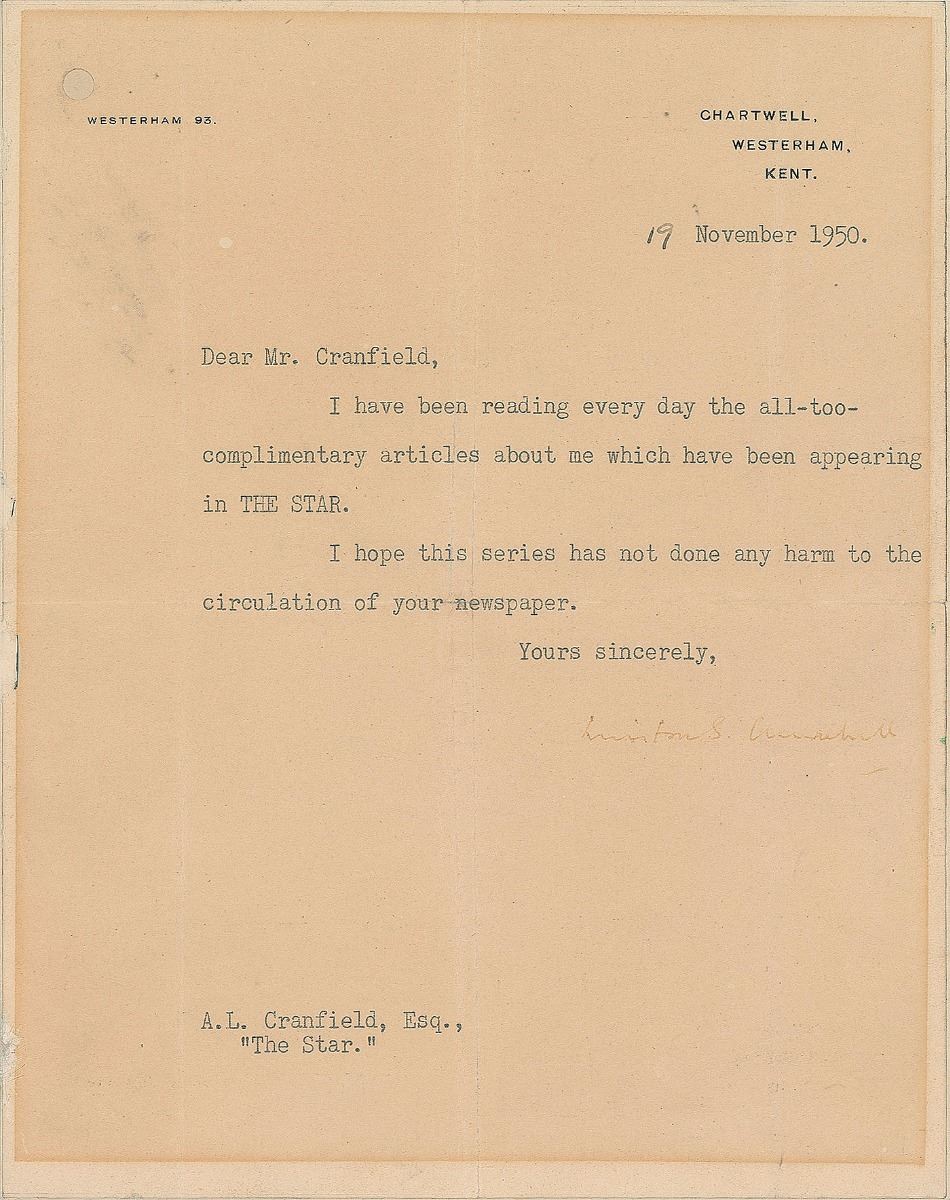 WESTERHAM 93.
CHARTWELL,
WESTERHAM,
KENT.
19 November 1950.
Dear Mr. Cranfield,
I have been reading every day the all-too-
complimentary articles about me which have been appearing
in THE STAR.
I hope this series has not done any harm to the
circulation of your newspaper.
Yours sincerely,
Winston S. Churchill
A.L. Cranfield, Esq.,
"The Star."